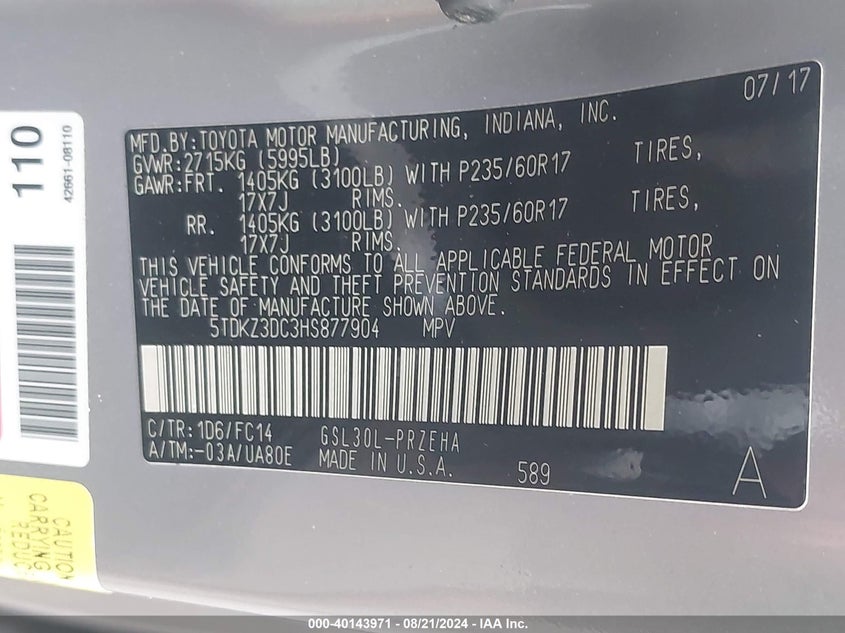 07/17
MFD.BY:TOYOTA MOTOR MANUFACTURING, INDIANA, INC.
GVWR:2715KG (5995LB)
GAWR:FRT. 1405KG (3100LB) WITH P235/60R17 TIRES,
17X7J RIMS.
RR. 1405KG (3100LB) WITH P235/60R17 TIRES,
17X7J RIMS.
THIS VEHICLE CONFORMS TO ALL APPLICABLE FEDERAL MOTOR
VEHICLE SAFETY AND THEFT PREVENTION STANDARDS IN EFFECT ON
THE DATE OF MANUFACTURE SHOWN ABOVE.
5TDKZ3DC3HS877904 MPV
C/TR:1D6/FC14 GSL30L-PRZEHA
A/TM:-03A/UA80E MADE IN U.S.A. 589 A
110
42661-08110
CAUTION
CARRYING
REDUC
000-40143971 - 08/21/2024 - IAA Inc.